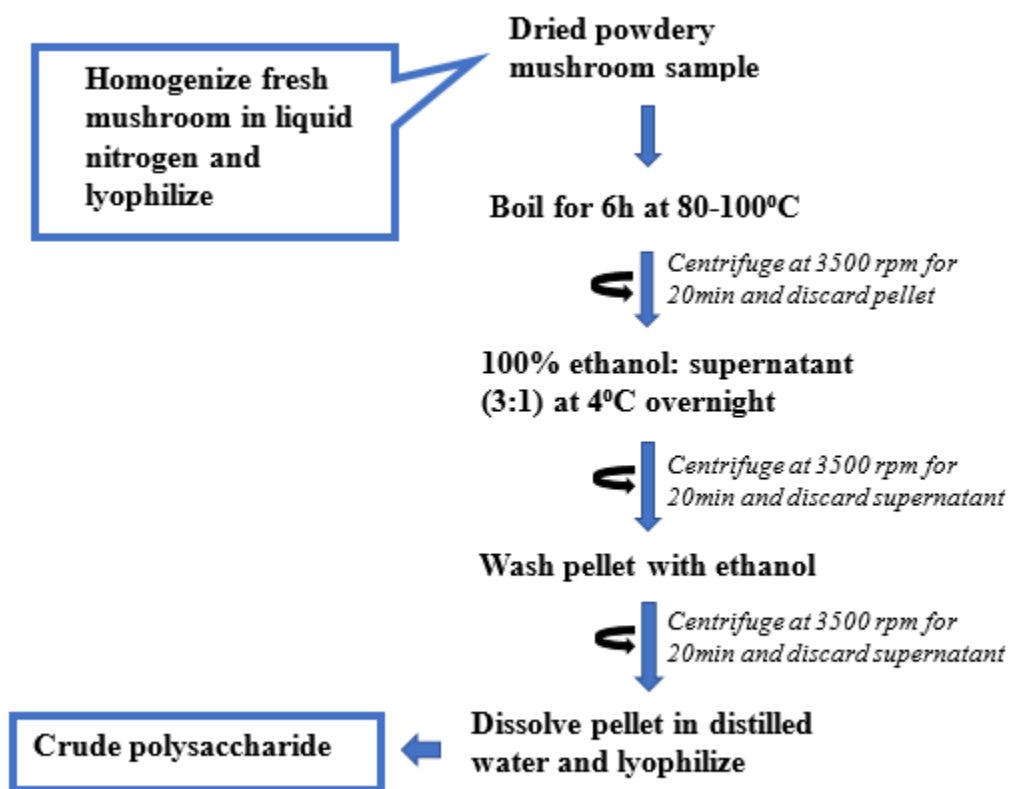 Dried powdery
mushroom sample
Homogenize fresh
mushroom in liquid
nitrogen and
lyophilize
Boil for 6h at 80-100⁰C
Centrifuge at 3500 rpm for
20min and discard pellet
100% ethanol: supernatant
(3:1) at 4⁰C overnight
Centrifuge at 3500 rpm for
20min and discard supernatant
Wash pellet with ethanol
Centrifuge at 3500 rpm for
20min and discard supernatant
Dissolve pellet in distilled
water and lyophilize
Crude polysaccharide